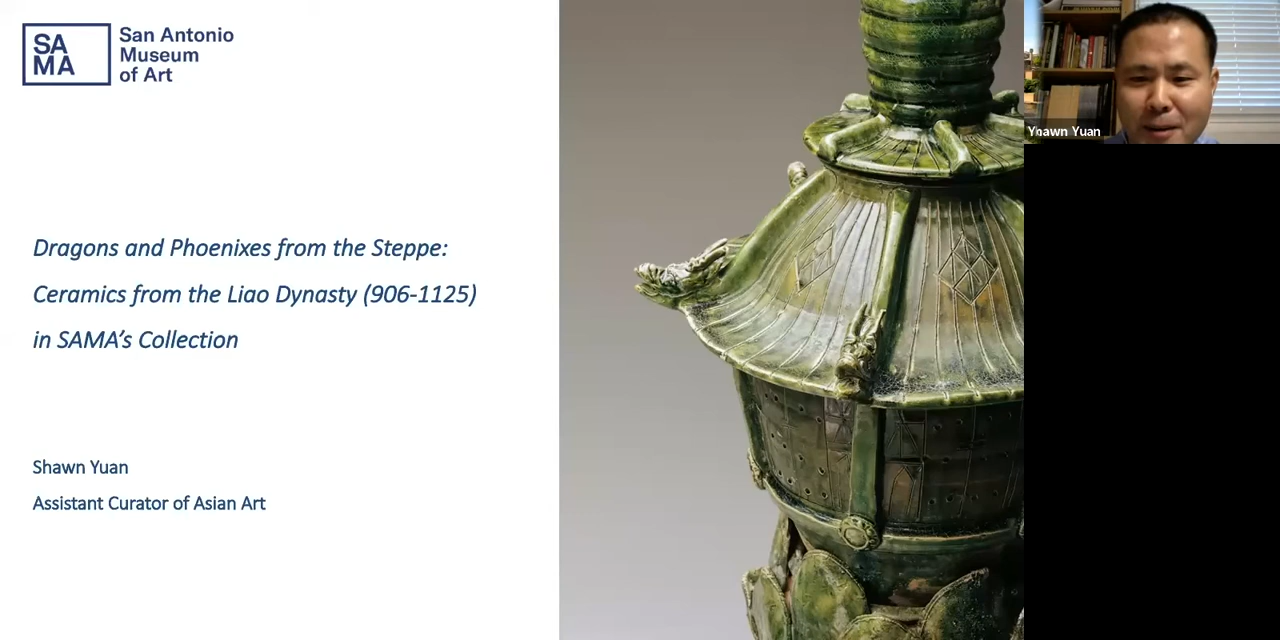 SA
MA
San Antonio
Museum
of Art
Dragons and Phoenixes from the Steppe:
Ceramics from the Liao Dynasty (906-1125)
in SAMA's Collection
Shawn Yuan
Assistant Curator of Asian Art
Yhawn Yuan